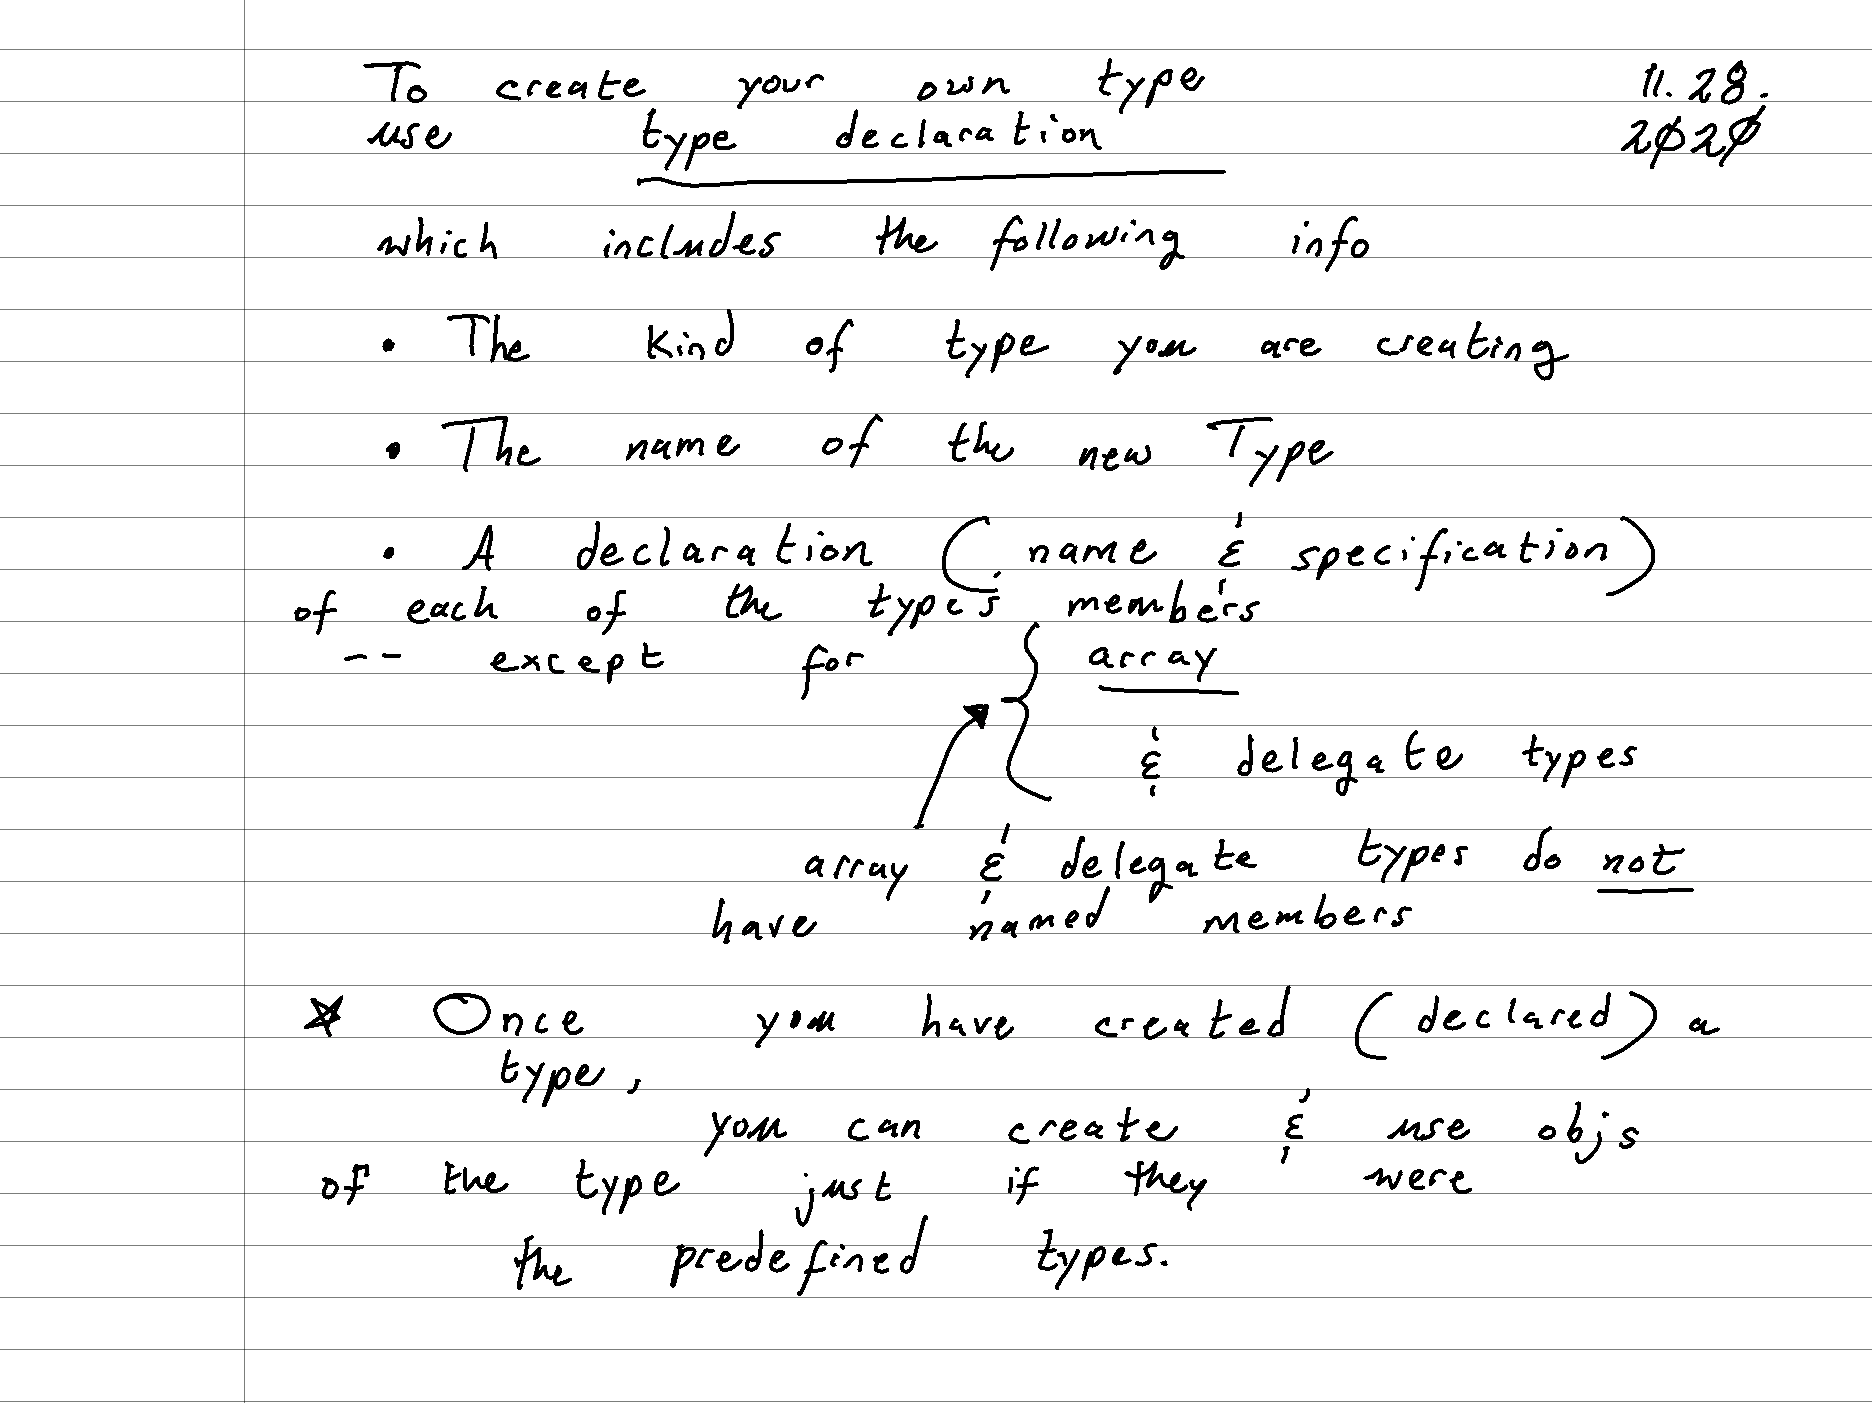 To create your own type 11.28.
use type declaration 2020
which includes the following info
• The kind of type you are creating
• The name of the new Type
• A declaration (name & specification)
of each of the type's members
-- except for { array
& delegate types
array & delegate types do not
have named members
☆ Once you have created (declared) a
type,
you can create & use objs
of the type just if they were
the predefined types.